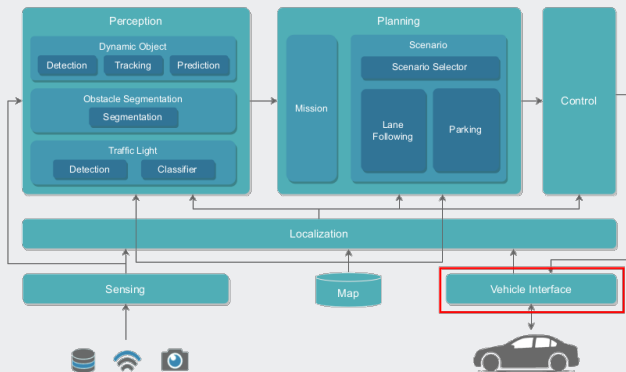 Perception
Dynamic Object
Detection
Tracking
Prediction
Obstacle Segmentation
Segmentation
Traffic Light
Detection
Classifier
Planning
Mission
Scenario
Scenario Selector
Lane
Following
Parking
Control
Localization
Sensing
Map
Vehicle Interface